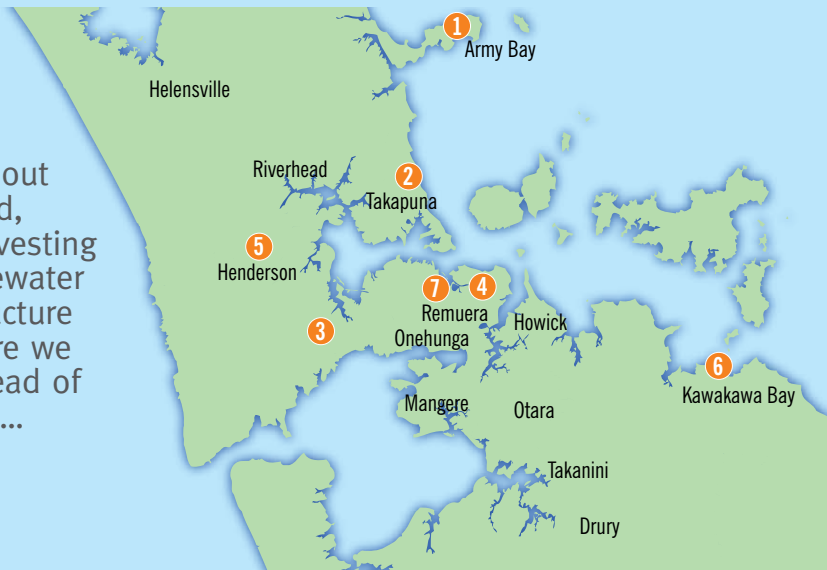 out
d,
vesting
ewater
cture
re we
ead of
...
1
Army Bay
Helensville
Riverhead
2
Takapuna
5
Henderson
7
4
Remuera
3
Onehunga
Howick
6
Kawakawa Bay
Mangere
Otara
Takanini
Drury